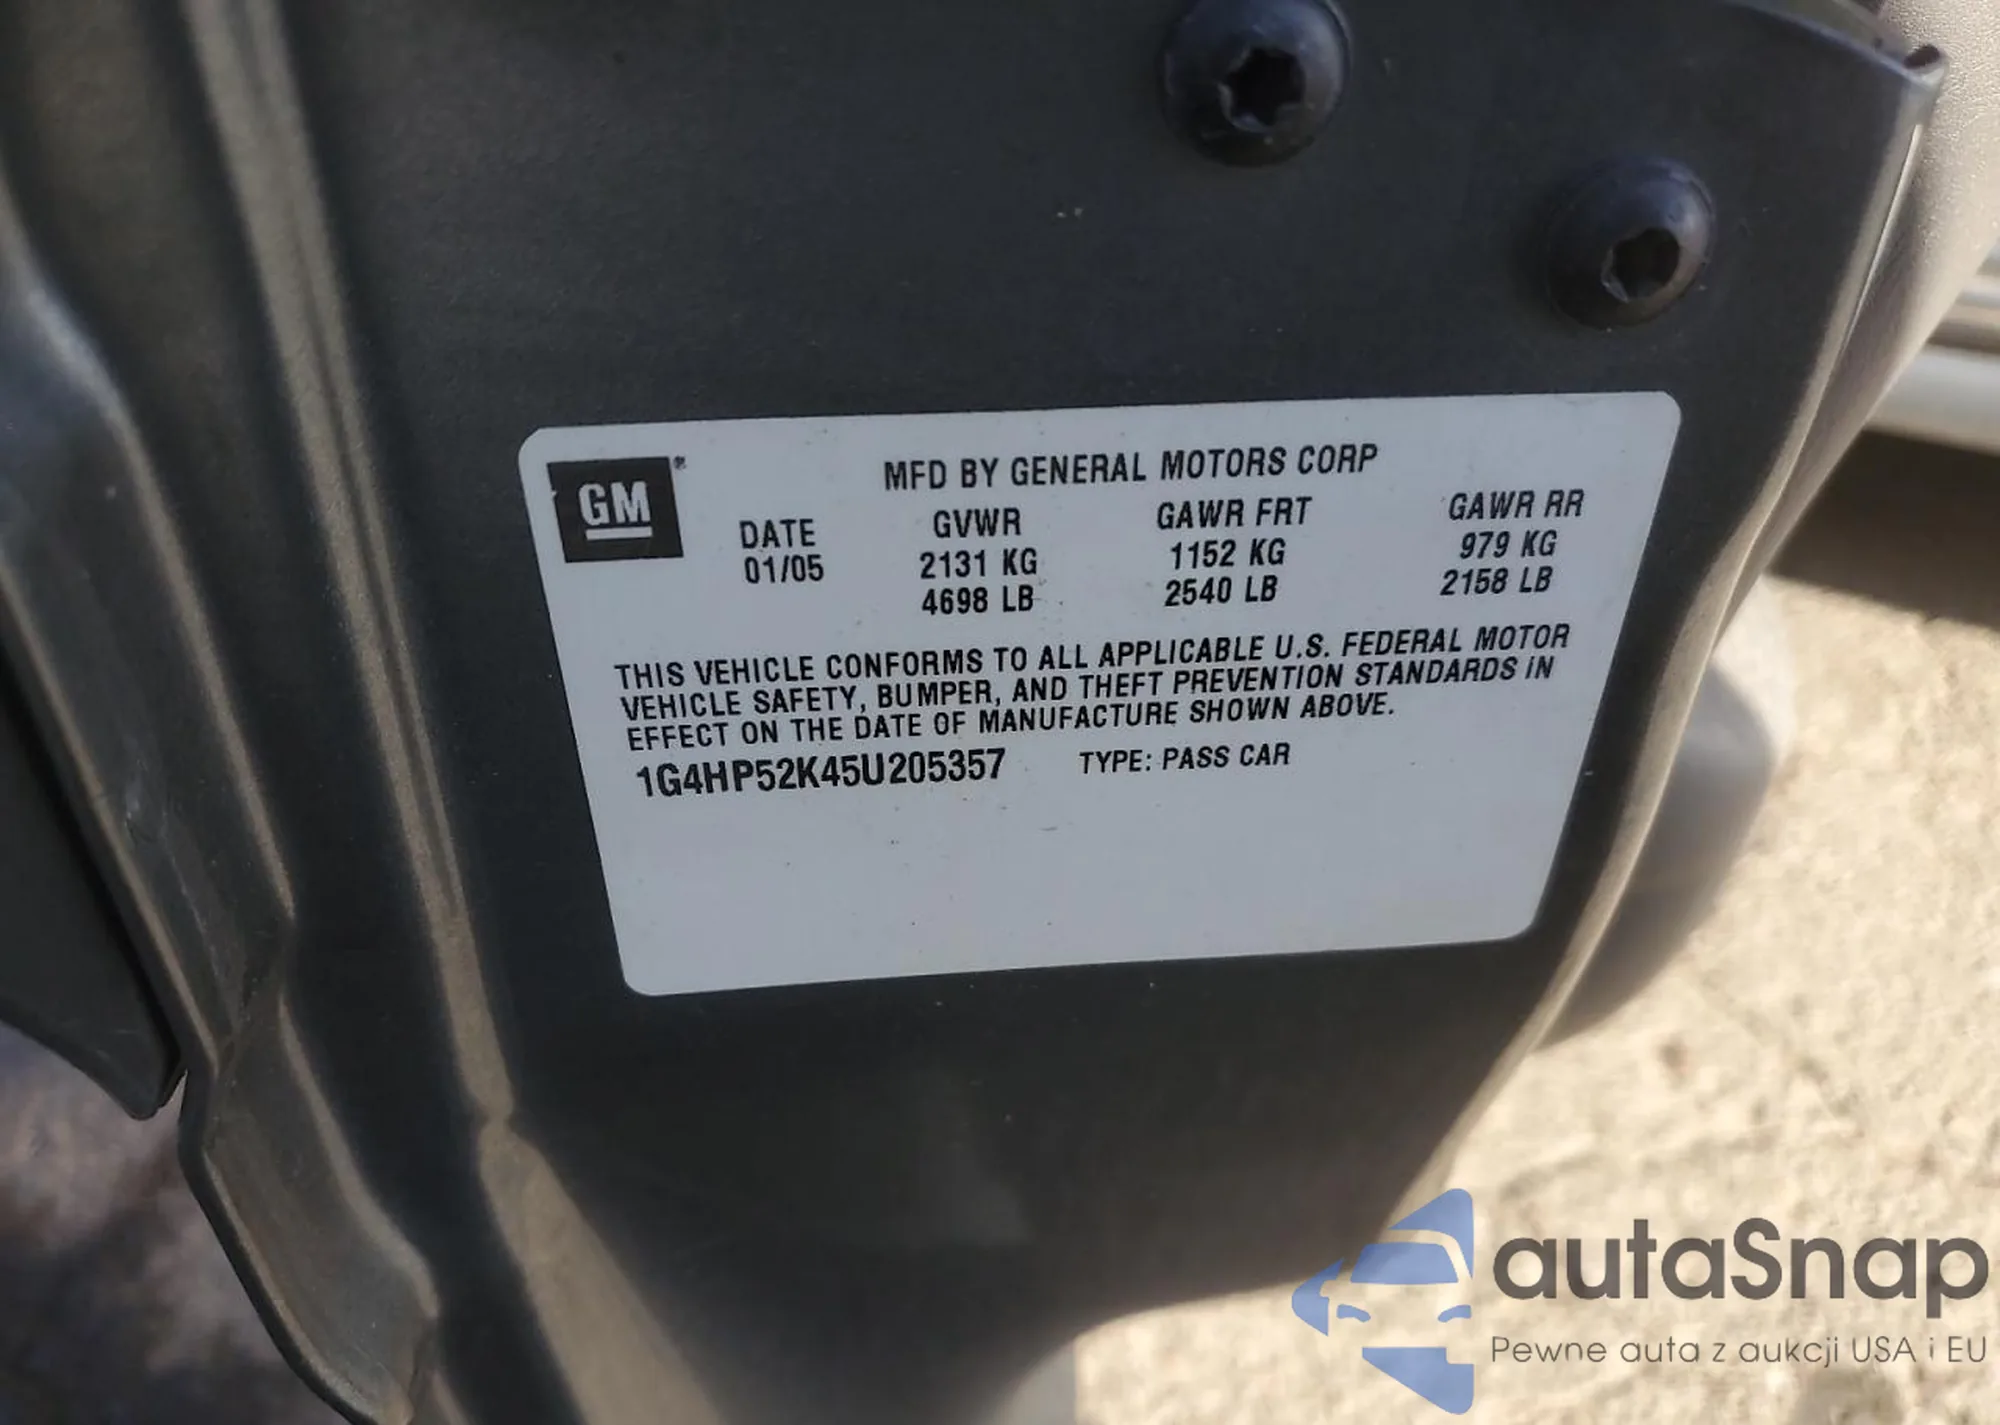 GM®
MFD BY GENERAL MOTORS CORP
DATE GVWR GAWR FRT GAWR RR
01/05 2131 KG 1152 KG 979 KG
4698 LB 2540 LB 2158 LB
THIS VEHICLE CONFORMS TO ALL APPLICABLE U.S. FEDERAL MOTOR
VEHICLE SAFETY, BUMPER, AND THEFT PREVENTION STANDARDS IN
EFFECT ON THE DATE OF MANUFACTURE SHOWN ABOVE.
1G4HP52K45U205357 TYPE: PASS CAR
autaSnap
Pewne auta z aukcji USA i EU